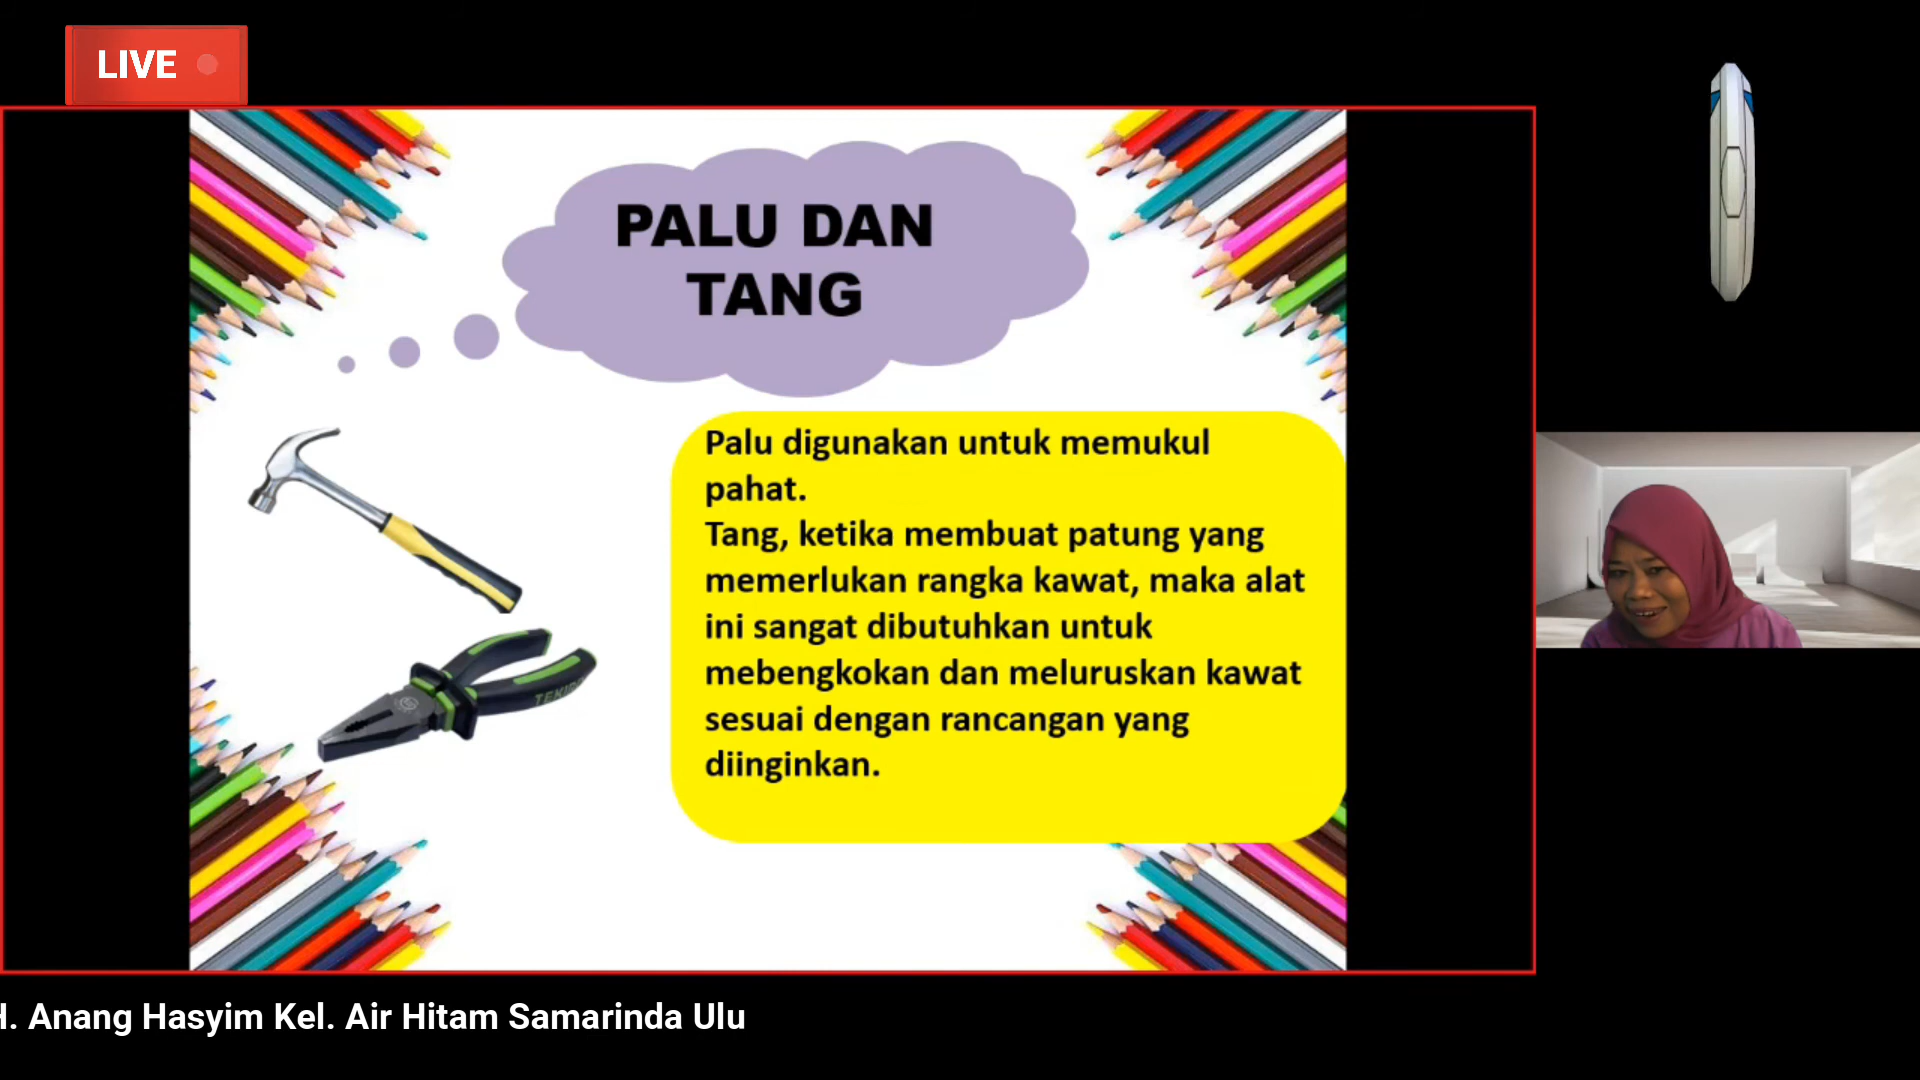 LIVE
PALU DAN
TANG
Palu digunakan untuk memukul
pahat.
Tang, ketika membuat patung yang
memerlukan rangka kawat, maka alat
ini sangat dibutuhkan untuk
mebengkokan dan meluruskan kawat
sesuai dengan rancangan yang
diinginkan.
H. Anang Hasyim Kel. Air Hitam Samarinda Ulu